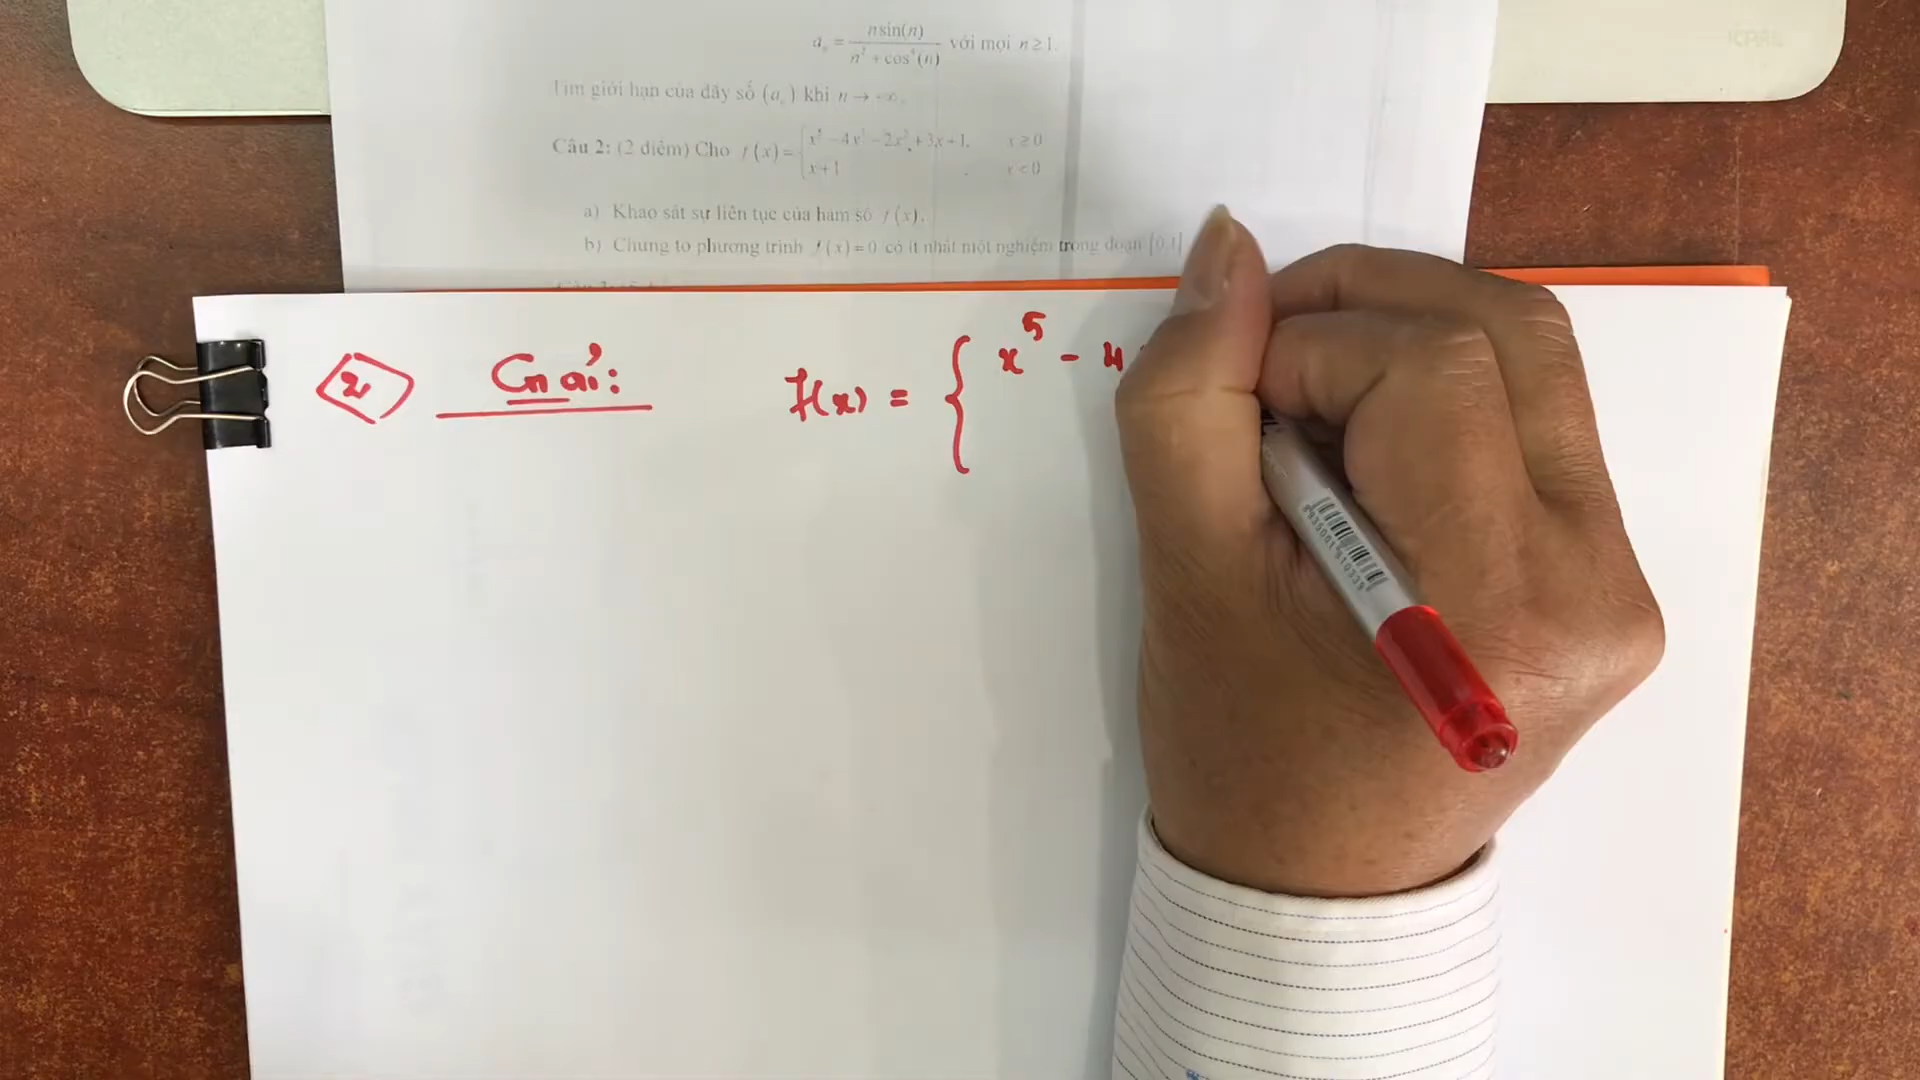 aₙ = n sin(n) / n² + cos⁴(n) với mọi n ≥ 1.
Tìm giới hạn của dãy số (aₙ) khi n → +∞.
Câu 2: (2 điểm) Cho f(x) = { x⁵ − 4x³ − 2x² + 3x + 1, x ≥ 0
x + 1 , x < 0
a) Khảo sát sự liên tục của hàm số f(x).
b) Chứng tỏ phương trình f(x) = 0 có ít nhất một nghiệm trong đoạn [0,1]
2 Giải: f(x) = { x⁵ − 4
8935001810339